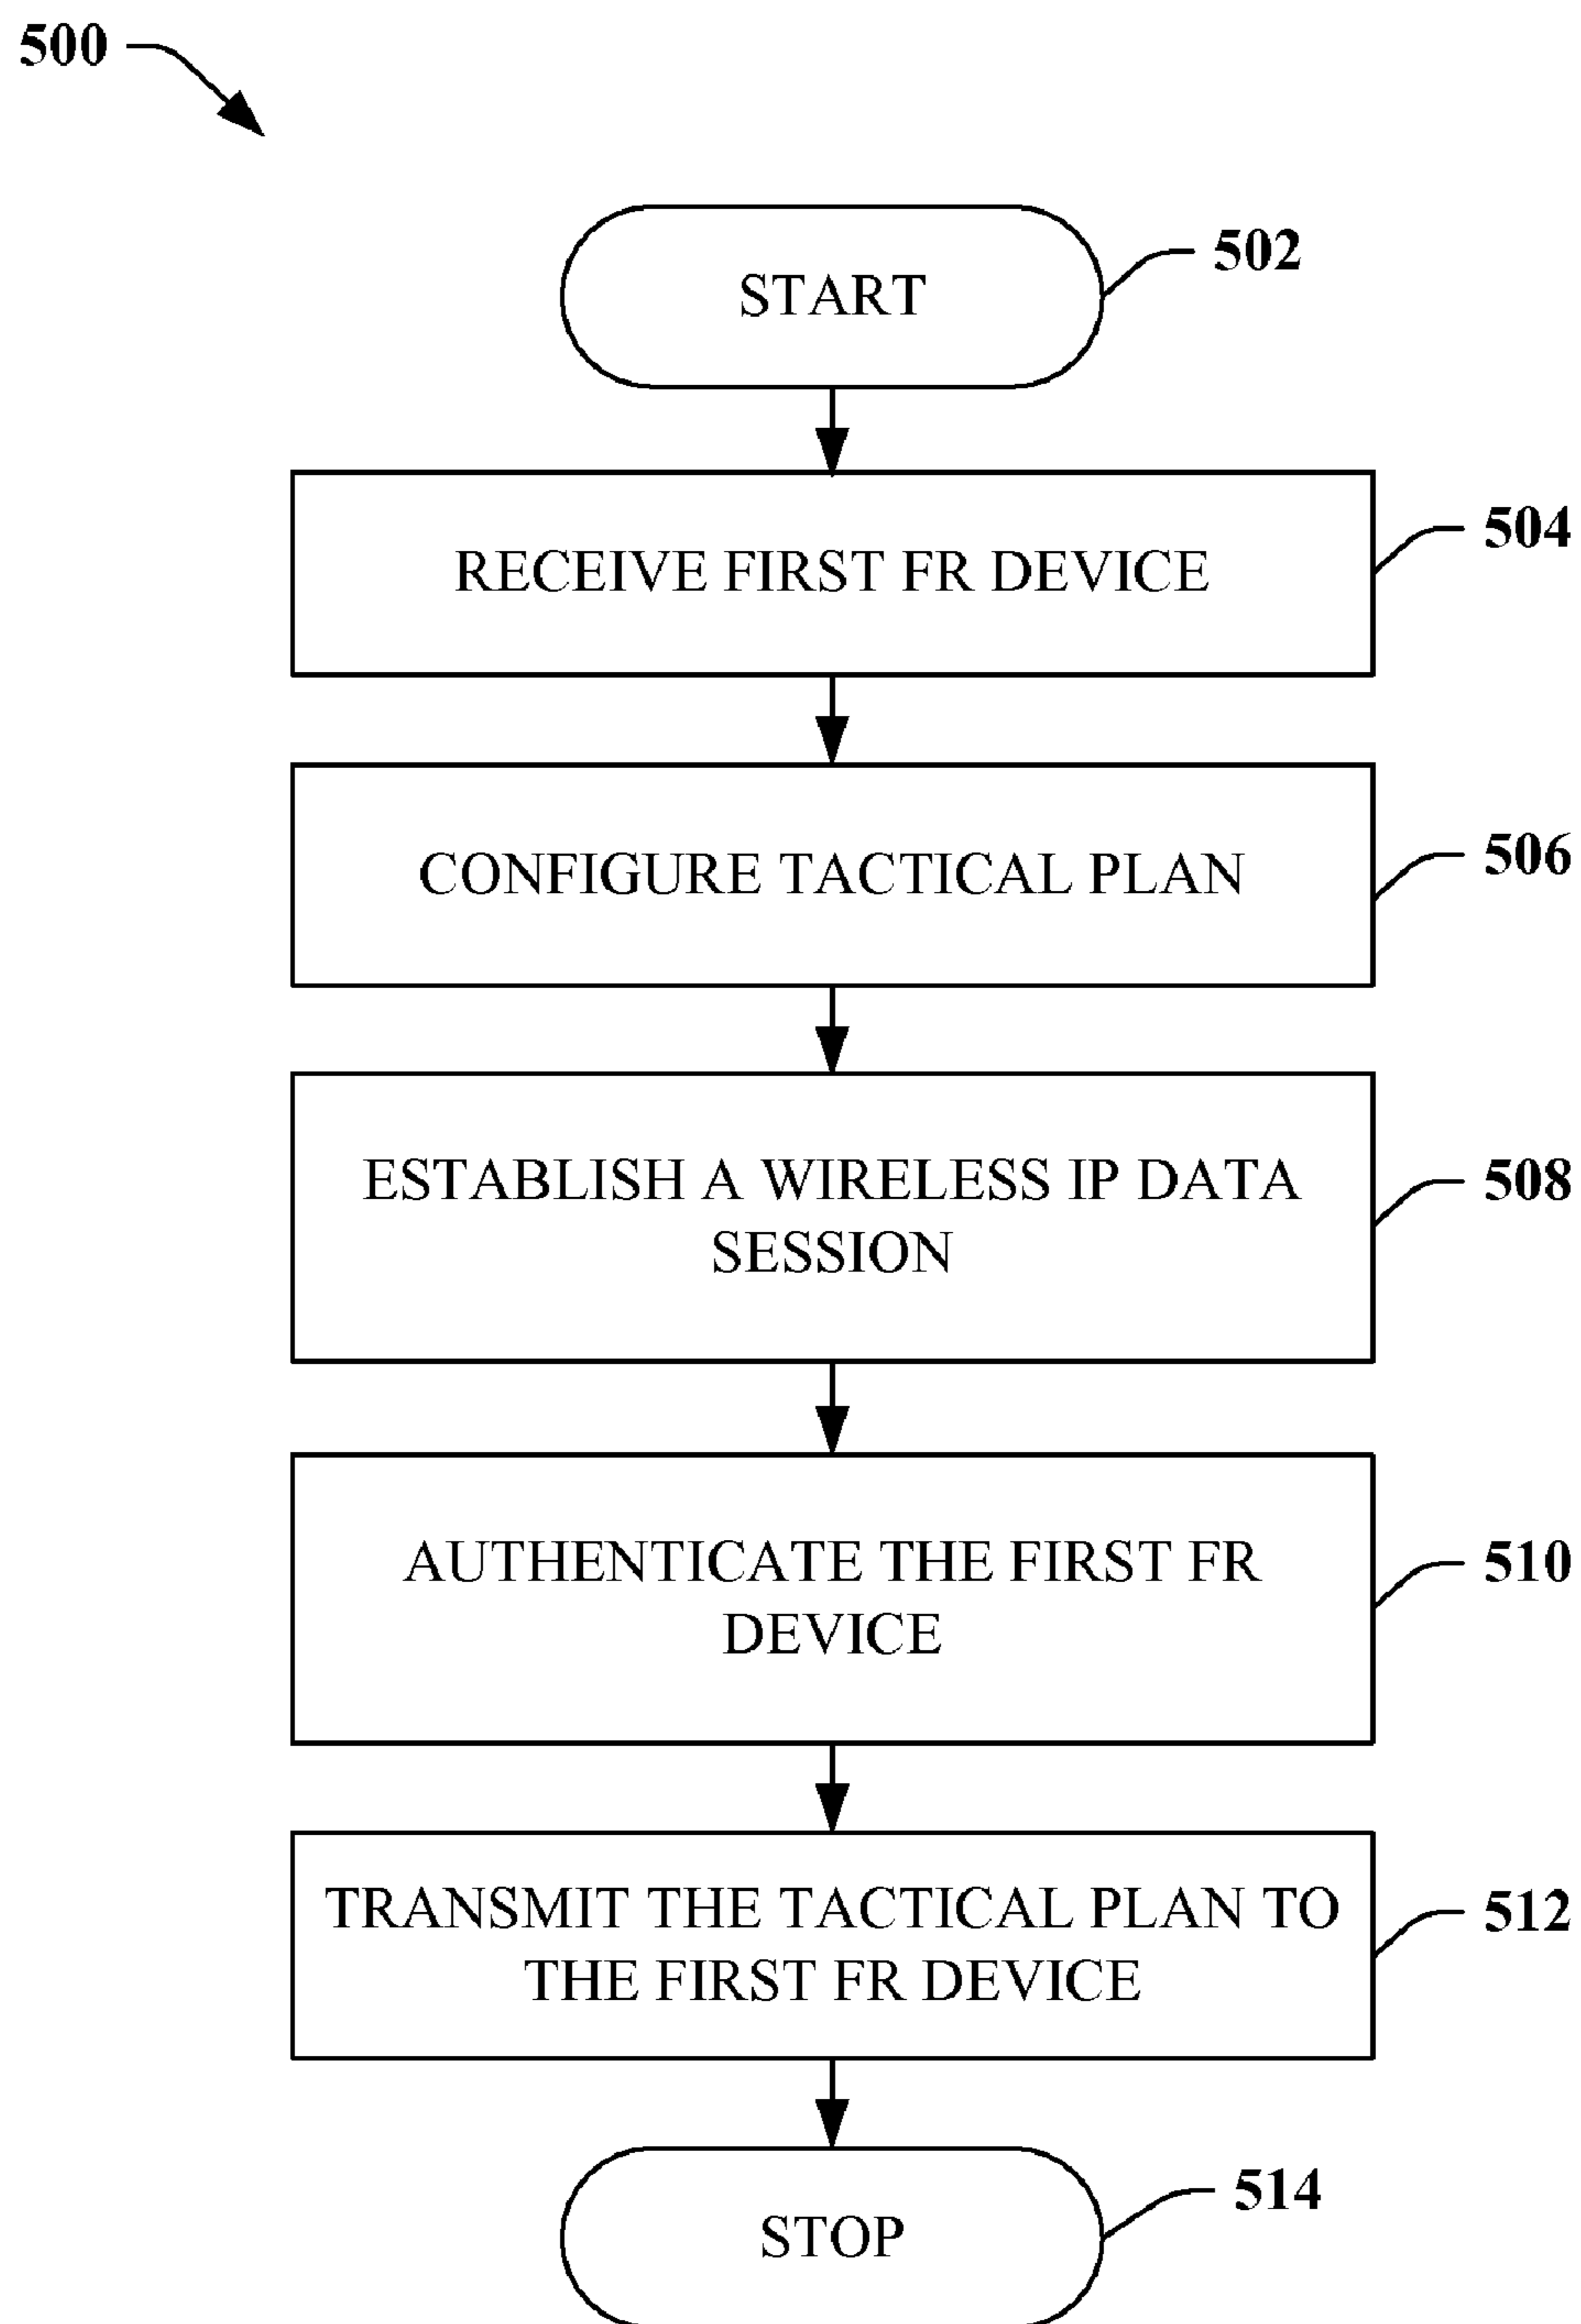 500
START
502
RECEIVE FIRST FR DEVICE
504
CONFIGURE TACTICAL PLAN
506
ESTABLISH A WIRELESS IP DATA
SESSION
508
AUTHENTICATE THE FIRST FR
DEVICE
510
TRANSMIT THE TACTICAL PLAN TO
THE FIRST FR DEVICE
512
STOP
514